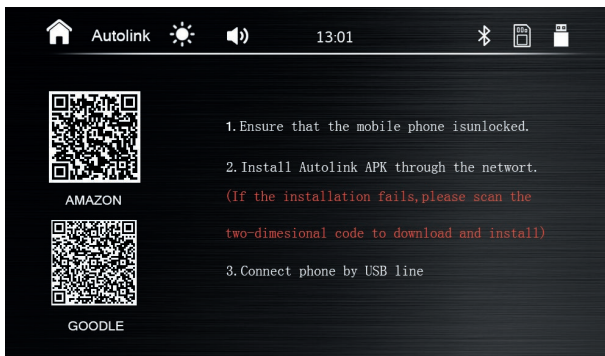 Autolink
13:01
AMAZON
GOODLE
1. Ensure that the mobile phone isunlocked.
2. Install Autolink APK through the networt.
(If the installation fails,please scan the
two-dimesional code to download and install)
3. Connect phone by USB line